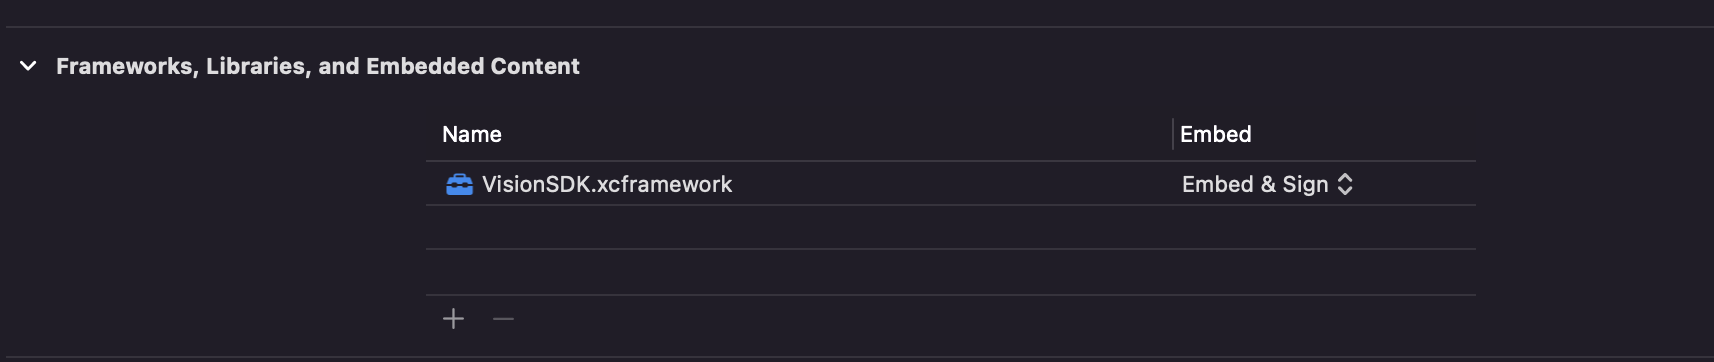 Frameworks, Libraries, and Embedded Content
Name Embed
VisionSDK.xcframework Embed & Sign